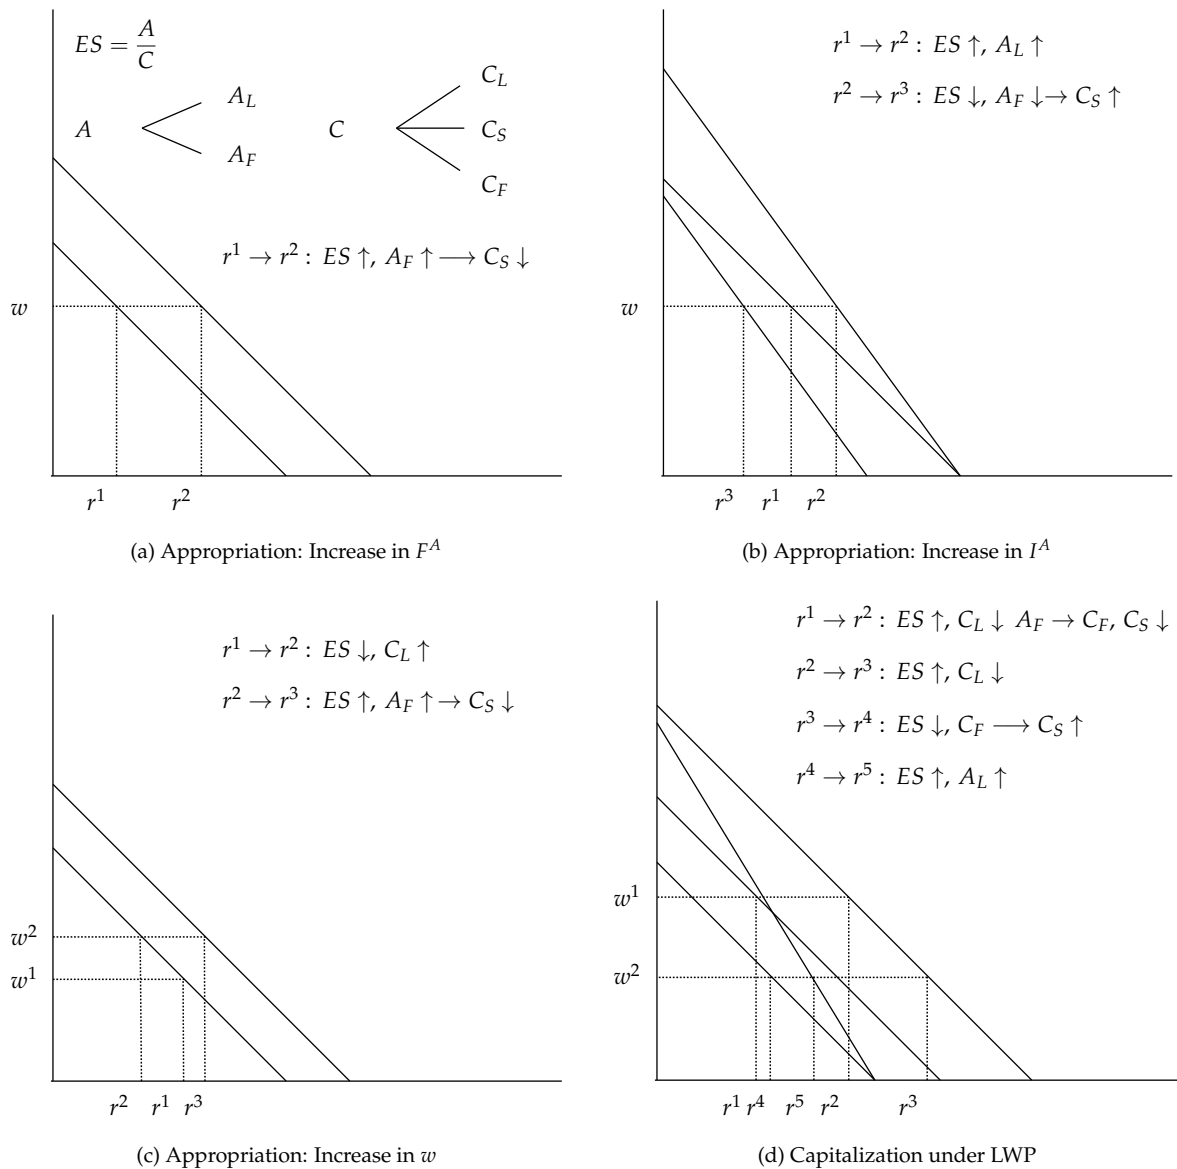 ES = A/C
A
A_L
A_F
C
C_L
C_S
C_F
r^1 → r^2 : ES ↑, A_F ↑ ⟶ C_S ↓
w
r^1 r^2
(a) Appropriation: Increase in F^A
r^1 → r^2 : ES ↑, A_L ↑
r^2 → r^3 : ES ↓, A_F ↓→ C_S ↑
w
r^3 r^1 r^2
(b) Appropriation: Increase in I^A
r^1 → r^2 : ES ↓, C_L ↑
r^2 → r^3 : ES ↑, A_F ↑→ C_S ↓
w^2
w^1
r^2 r^1 r^3
(c) Appropriation: Increase in w
r^1 → r^2 : ES ↑, C_L ↓ A_F → C_F, C_S ↓
r^2 → r^3 : ES ↑, C_L ↓
r^3 → r^4 : ES ↓, C_F ⟶ C_S ↑
r^4 → r^5 : ES ↑, A_L ↑
w^1
w^2
r^1 r^4 r^5 r^2 r^3
(d) Capitalization under LWP